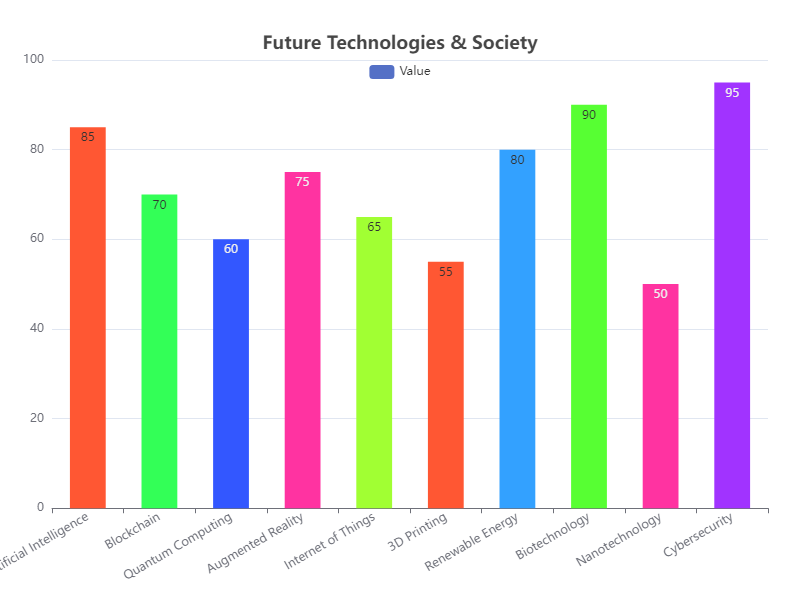 Future Technologies & Society
Value
100
80
60
40
20
0
85
70
60
75
65
55
80
90
50
95
ificial Intelligence
Blockchain
Quantum Computing
Augmented Reality
Internet of Things
3D Printing
Renewable Energy
Biotechnology
Nanotechnology
Cybersecurity